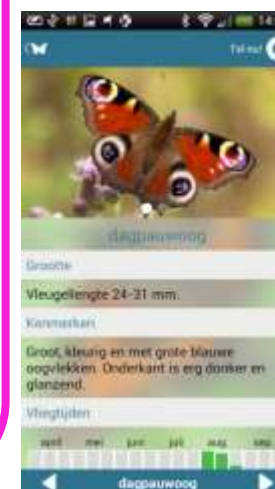 Tel nu!
dagpauwoog
Grootte
Vleugellengte 24-31 mm.
Kenmerken
Groot, kleurig en met grote blauwe
oogvlekken. Onderkant is erg donker en
glanzend.
Vliegtijden
april mei juni juli aug sep
dagpauwoog